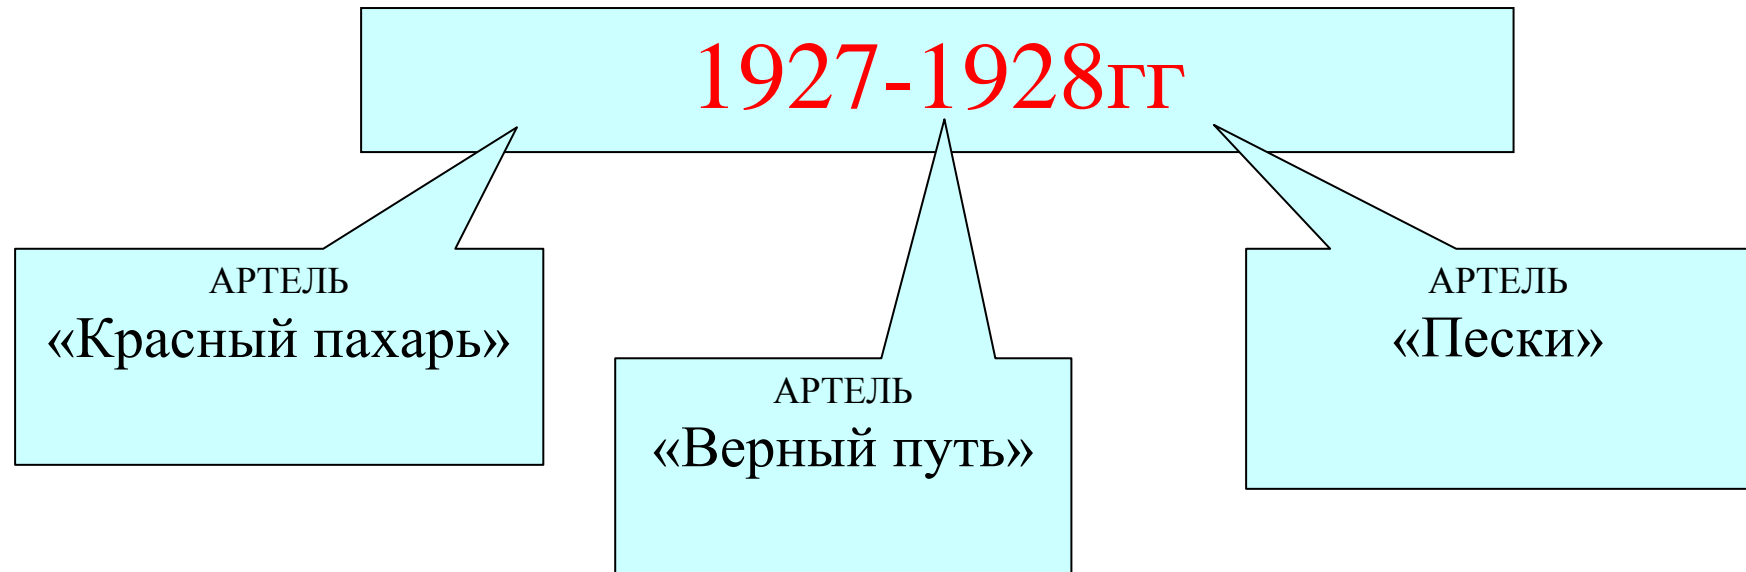 1927-1928гг
АРТЕЛЬ
«Красный пахарь»
АРТЕЛЬ
«Верный путь»
АРТЕЛЬ
«Пески»